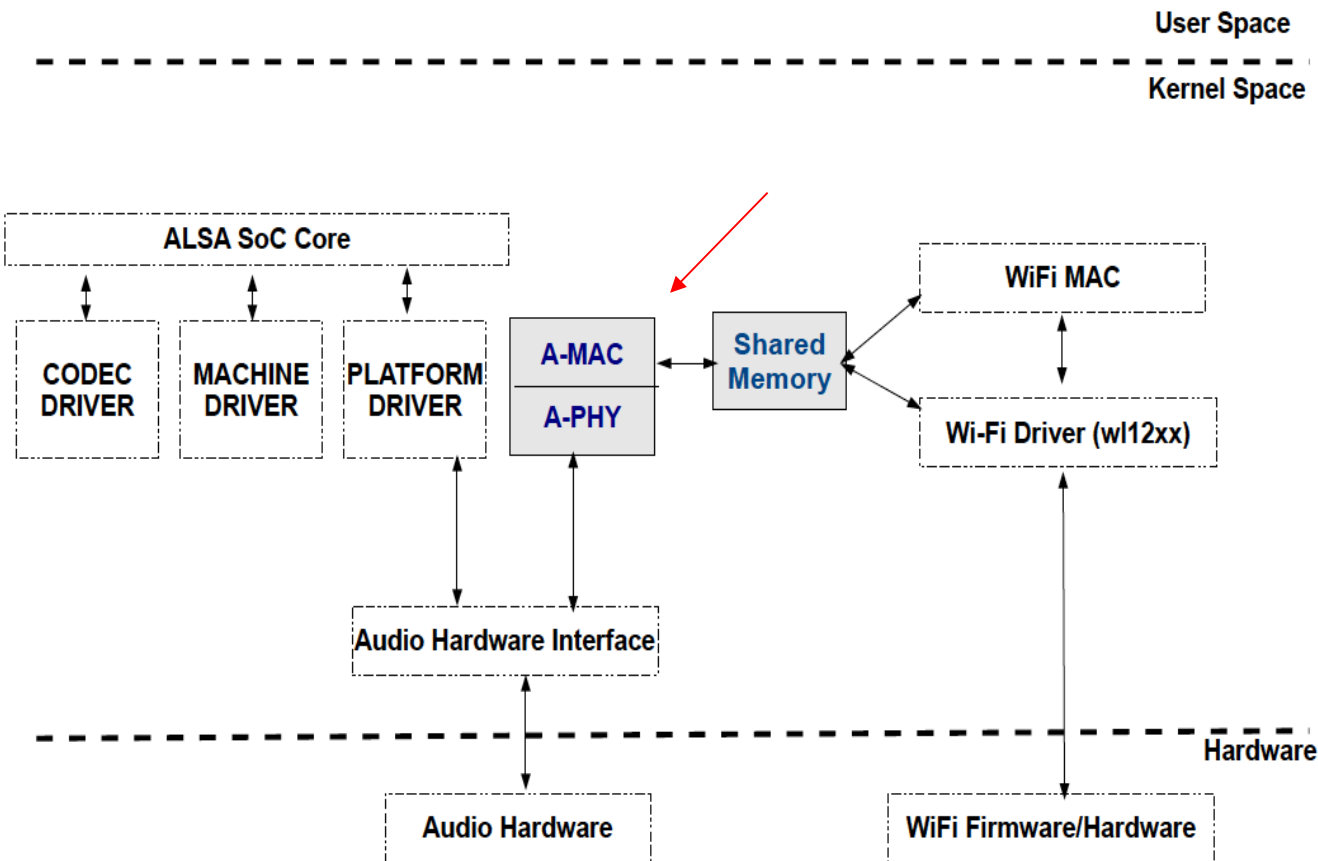 User Space
Kernel Space
ALSA SoC Core
WiFi MAC
CODEC
DRIVER
MACHINE
DRIVER
PLATFORM
DRIVER
A-MAC
A-PHY
Shared
Memory
Wi-Fi Driver (wl12xx)
Audio Hardware Interface
Hardware
Audio Hardware
WiFi Firmware/Hardware